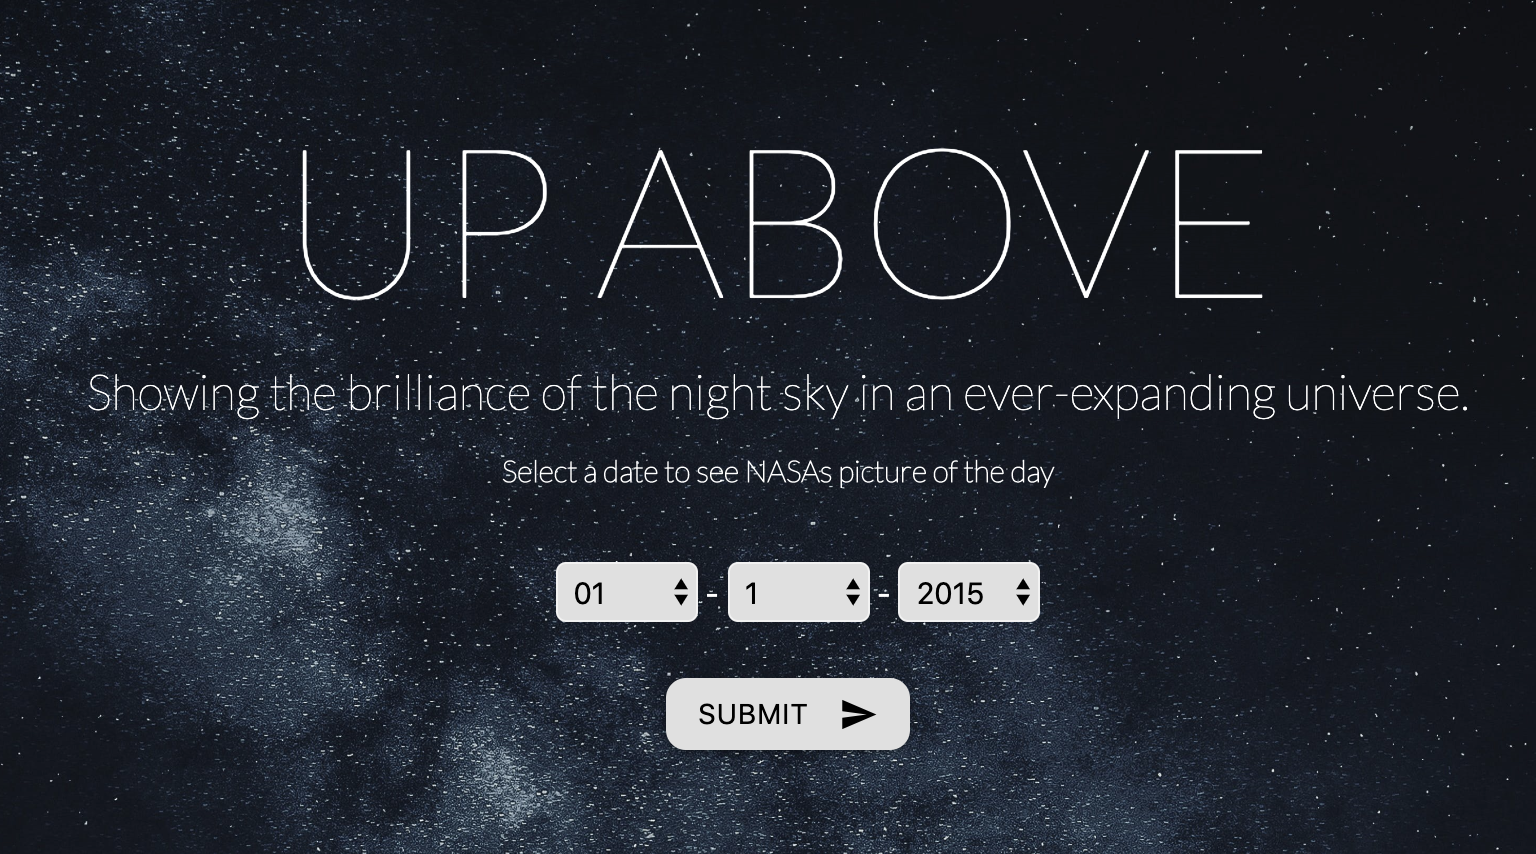 UP ABOVE
Showing the brilliance of the night sky in an ever-expanding universe.
Select a date to see NASAs picture of the day
01 - 1 - 2015
SUBMIT